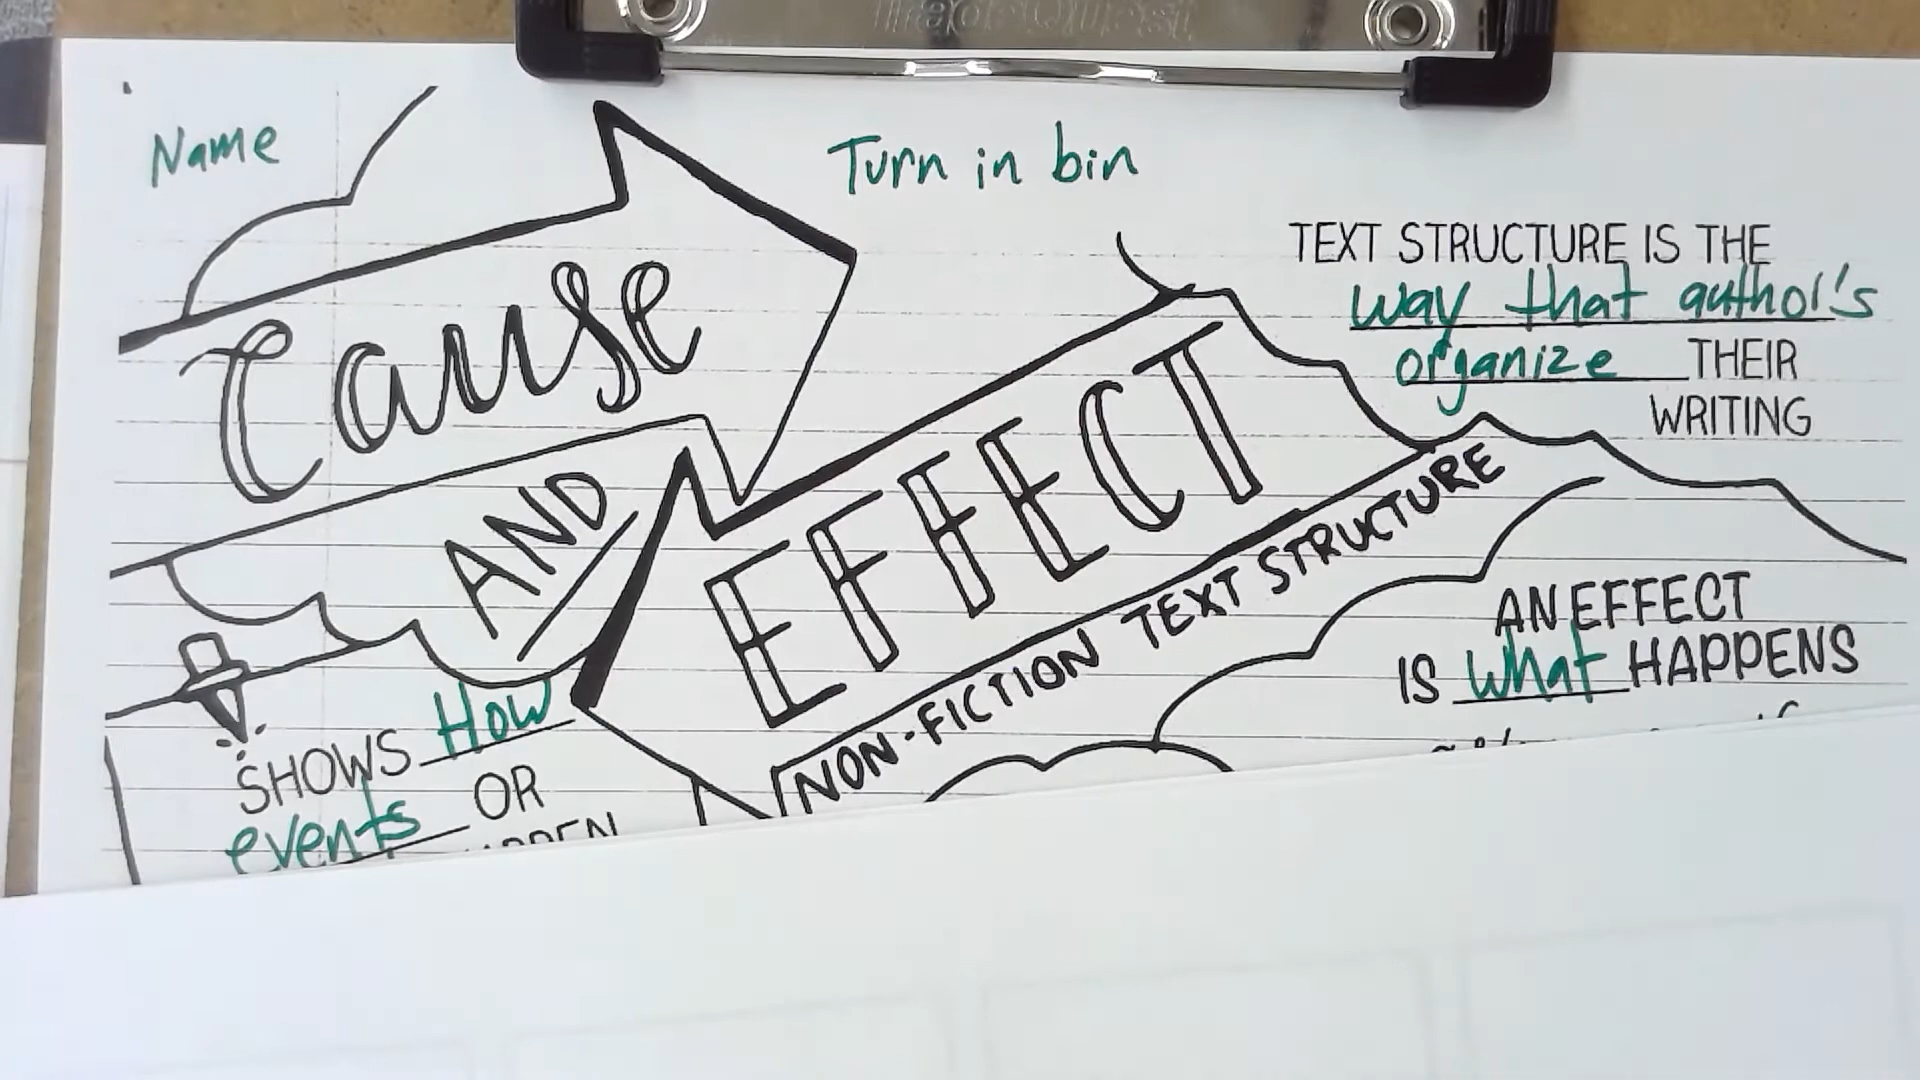 Name
Turn in bin
Cause
AND
EFFECT
NON-FICTION TEXT STRUCTURE
TEXT STRUCTURE IS THE
way that author's
organize THEIR
WRITING
AN EFFECT
IS what HAPPENS
SHOWS How
events OR